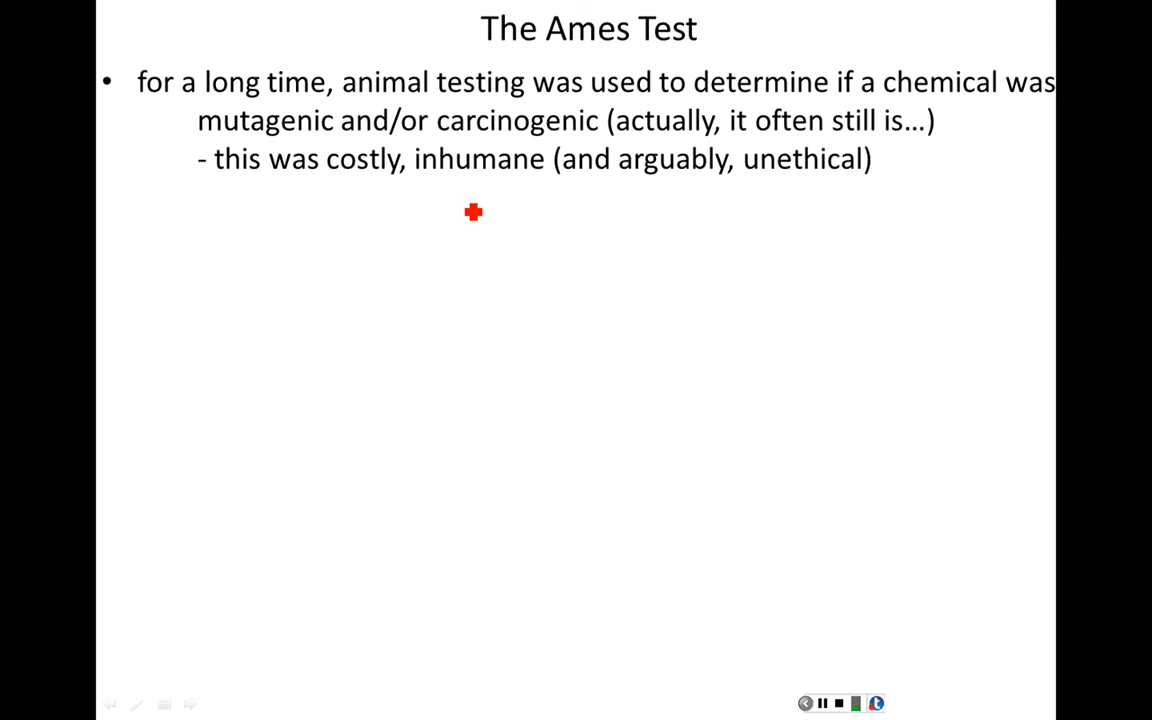 The Ames Test
• for a long time, animal testing was used to determine if a chemical was
mutagenic and/or carcinogenic (actually, it often still is…)
- this was costly, inhumane (and arguably, unethical)